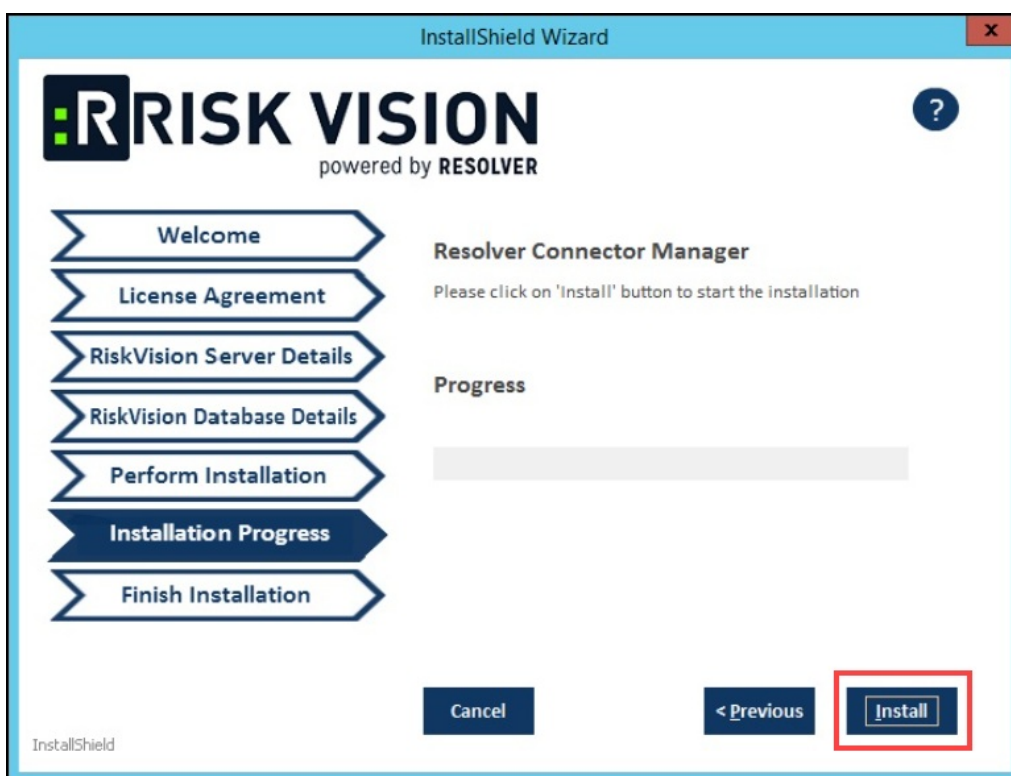 InstallShield Wizard
x
:R RISK VISION
powered by RESOLVER
?
Welcome
License Agreement
RiskVision Server Details
RiskVision Database Details
Perform Installation
Installation Progress
Finish Installation
Resolver Connector Manager
Please click on 'Install' button to start the installation
Progress
Cancel
< Previous
Install
InstallShield